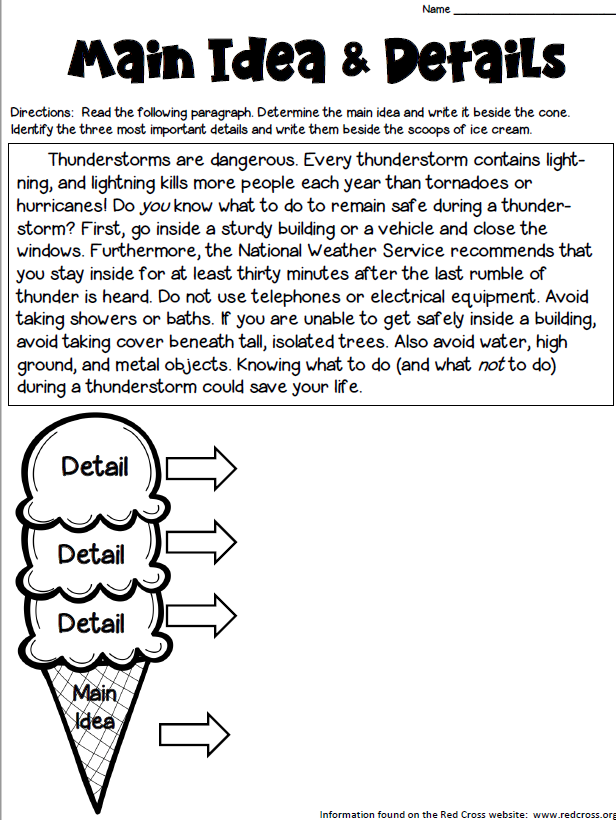 Name
Main Idea & Details
Directions: Read the following paragraph. Determine the main idea and write it beside the cone.
Identify the three most important details and write them beside the scoops of ice cream.
Thunderstorms are dangerous. Every thunderstorm contains light-
ning, and lightning kills more people each year than tornadoes or
hurricanes! Do you know what to do to remain safe during a thunder-
storm? First, go inside a sturdy building or a vehicle and close the
windows. Furthermore, the National Weather Service recommends that
you stay inside for at least thirty minutes after the last rumble of
thunder is heard. Do not use telephones or electrical equipment. Avoid
taking showers or baths. If you are unable to get safely inside a building,
avoid taking cover beneath tall, isolated trees. Also avoid water, high
ground, and metal objects. Knowing what to do (and what not to do)
during a thunderstorm could save your life.
Detail
Detail
Detail
Main
Idea
Information found on the Red Cross website: www.redcross.org